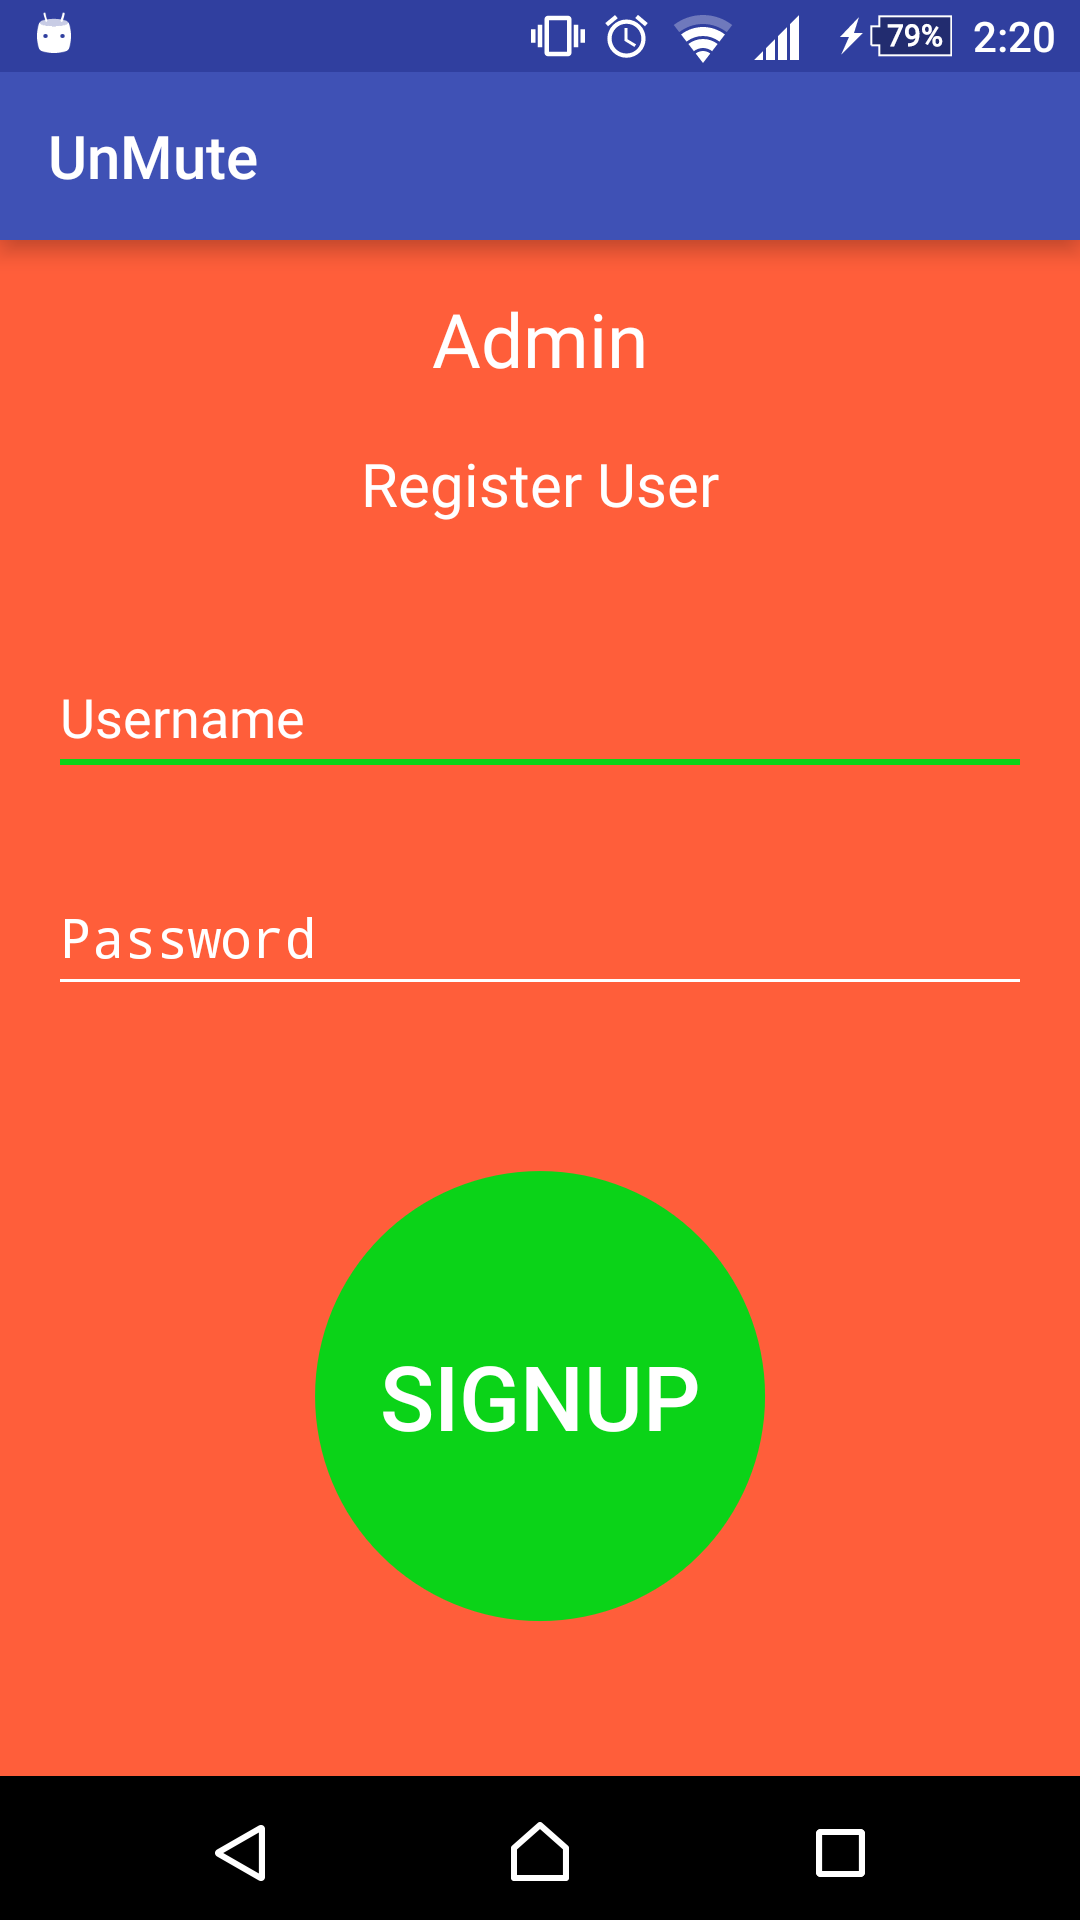 79% 2:20
UnMute
Admin
Register User
Username
Password
SIGNUP